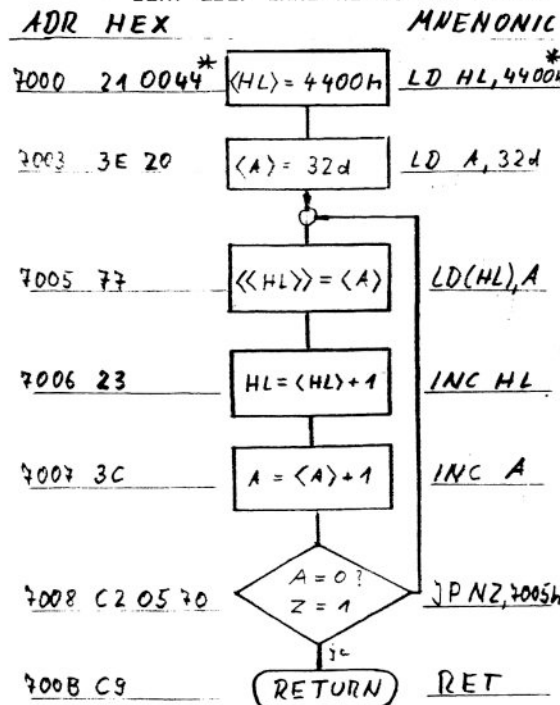 ADR HEX MNENONIC
7000 21 0044* <HL> = 4400h LD HL, 4400h*
7003 3E 20 <A> = 32d LD A, 32d
7005 77 <<HL>> = <A> LD(HL), A
7006 23 HL = <HL> + 1 INC HL
7007 3C A = <A> + 1 INC A
A = 0 ?
7008 C2 05 70 Z = 1 JP NZ, 7005h
ja
700B C9 RETURN RET